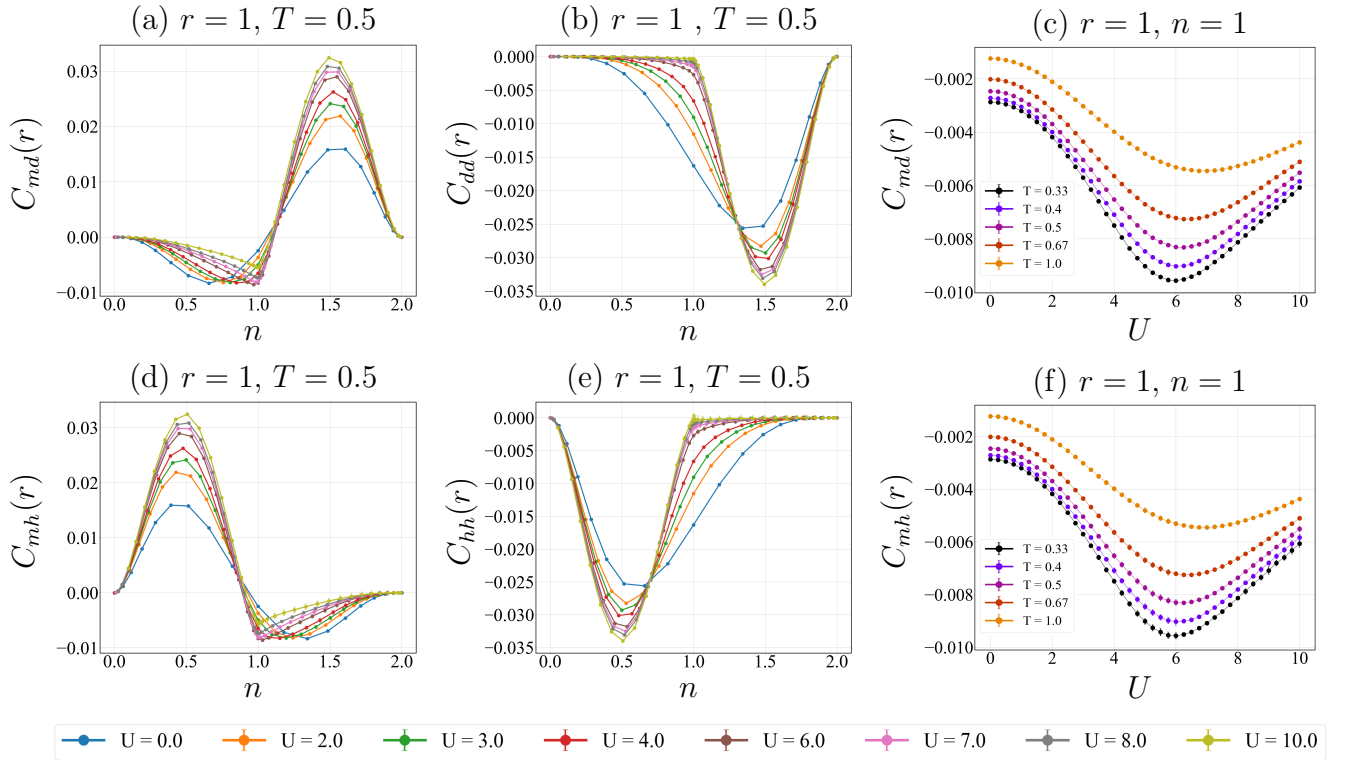 (a) r = 1, T = 0.5
C_md(r)
0.03
0.02
0.01
0.00
−0.01
0.0 0.5 1.0 1.5 2.0
n
(b) r = 1 , T = 0.5
C_dd(r)
0.000
−0.005
−0.010
−0.015
−0.020
−0.025
−0.030
−0.035
0.0 0.5 1.0 1.5 2.0
n
(c) r = 1, n = 1
C_md(r)
−0.002
−0.004
−0.006
−0.008
−0.010
T = 0.33
T = 0.4
T = 0.5
T = 0.67
T = 1.0
0 2 4 6 8 10
U
(d) r = 1, T = 0.5
C_mh(r)
0.03
0.02
0.01
0.00
−0.01
0.0 0.5 1.0 1.5 2.0
n
(e) r = 1, T = 0.5
C_hh(r)
0.000
−0.005
−0.010
−0.015
−0.020
−0.025
−0.030
−0.035
0.0 0.5 1.0 1.5 2.0
n
(f) r = 1, n = 1
C_mh(r)
−0.002
−0.004
−0.006
−0.008
−0.010
T = 0.33
T = 0.4
T = 0.5
T = 0.67
T = 1.0
0 2 4 6 8 10
U
U = 0.0 U = 2.0 U = 3.0 U = 4.0 U = 6.0 U = 7.0 U = 8.0 U = 10.0